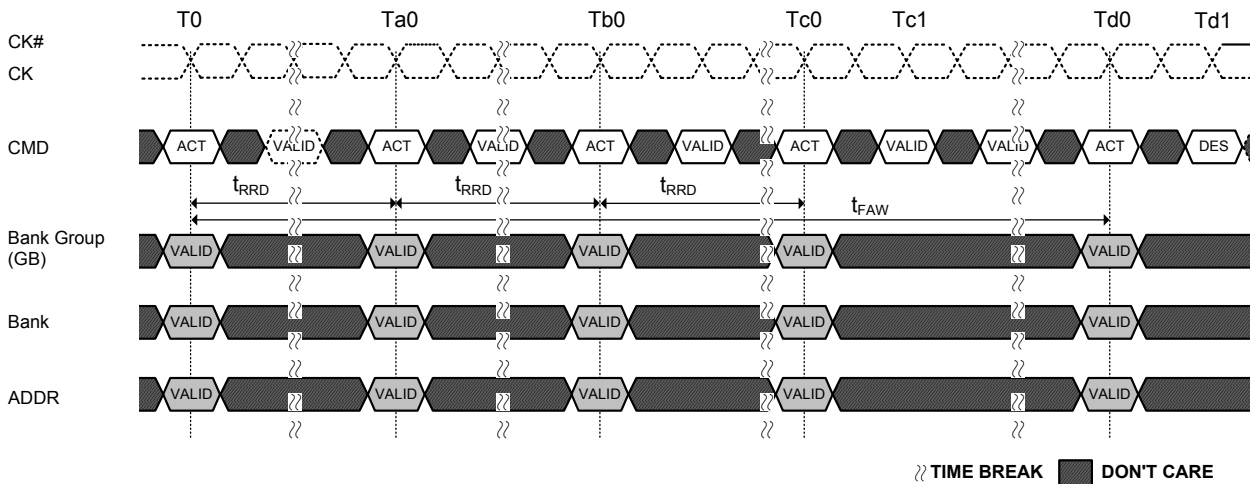 T0 Ta0 Tb0 Tc0 Tc1 Td0 Td1
CK#
CK
CMD ACT VALID ACT VALID ACT VALID ACT VALID VALID ACT DES
tRRD tRRD tRRD
tFAW
Bank Group
(GB)
VALID VALID VALID VALID VALID
Bank VALID VALID VALID VALID VALID
ADDR VALID VALID VALID VALID VALID
TIME BREAK DON'T CARE